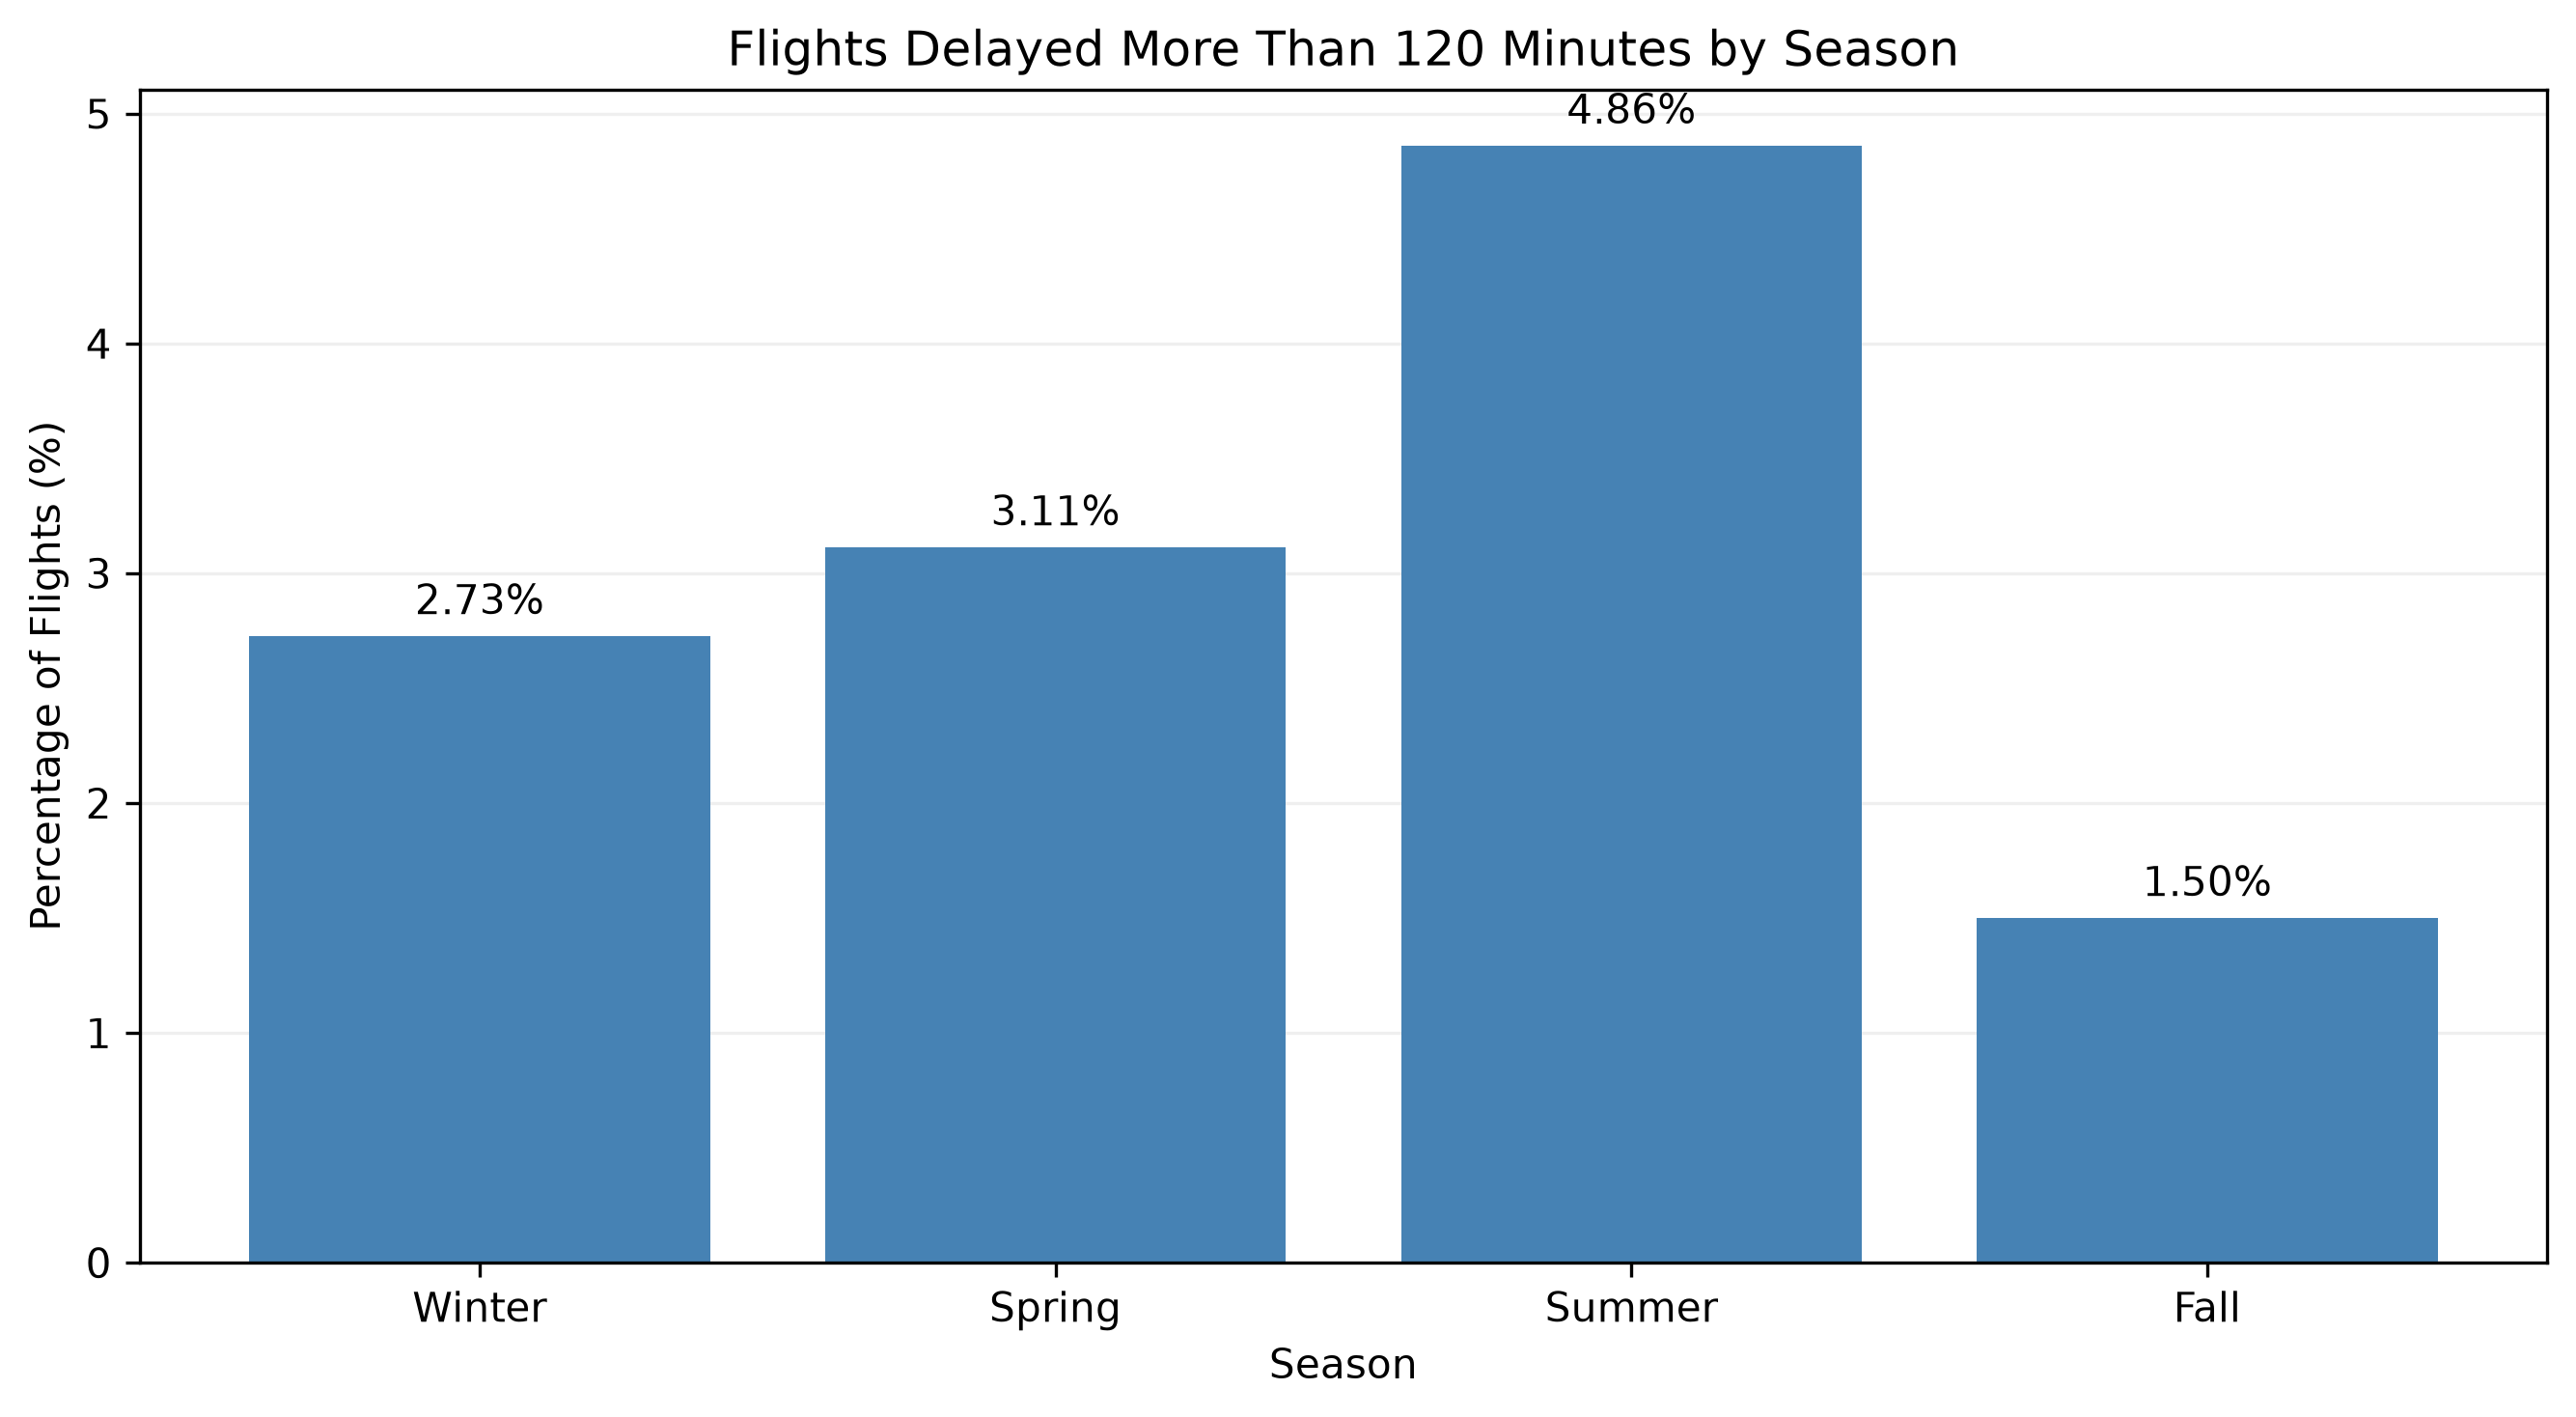 Flights Delayed More Than 120 Minutes by Season
Percentage of Flights (%)
5
4
3
2
1
0
2.73%
3.11%
4.86%
1.50%
Winter
Spring
Summer
Fall
Season